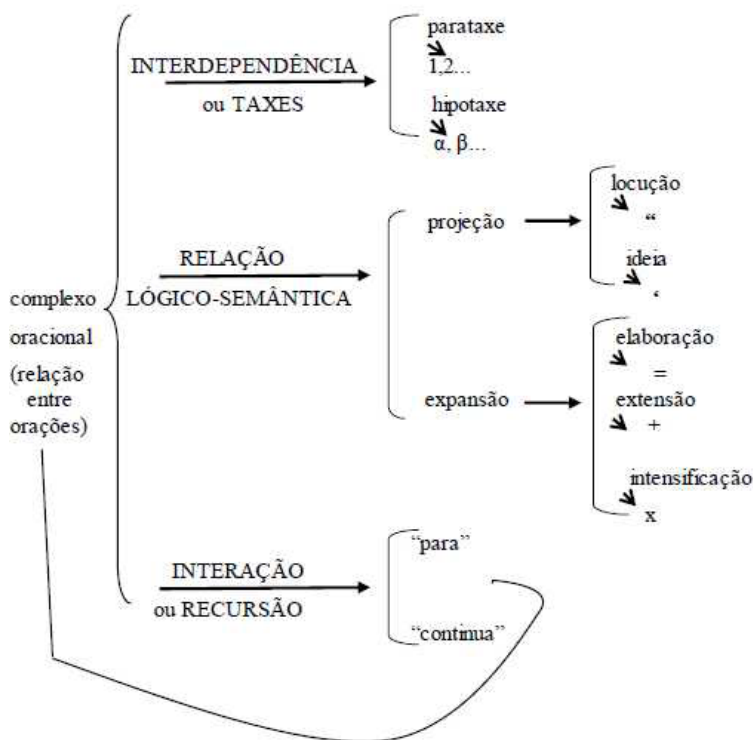 parataxe
1,2...
INTERDEPENDÊNCIA
ou TAXES
hipotaxe
α, β...
locução
“
projeção
ideia
‘
RELAÇÃO
LÓGICO-SEMÂNTICA
complexo
oracional
(relação
entre
orações)
elaboração
=
expansão
extensão
+
intensificação
x
“para”
INTERAÇÃO
ou RECURSÃO
“continua”